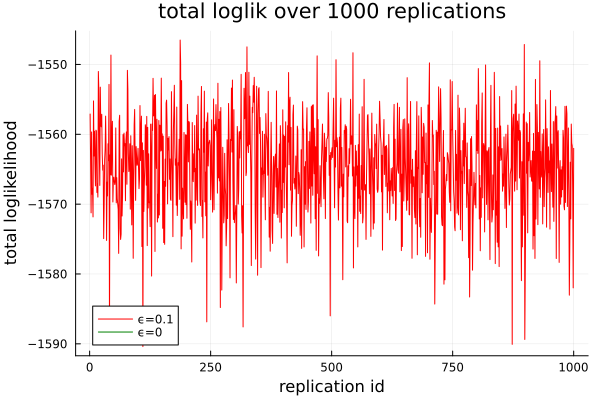 total loglik over 1000 replications
total loglikelihood
−1550
−1560
−1570
−1580
−1590
ϵ=0.1
ϵ=0
0
250
500
750
1000
replication id